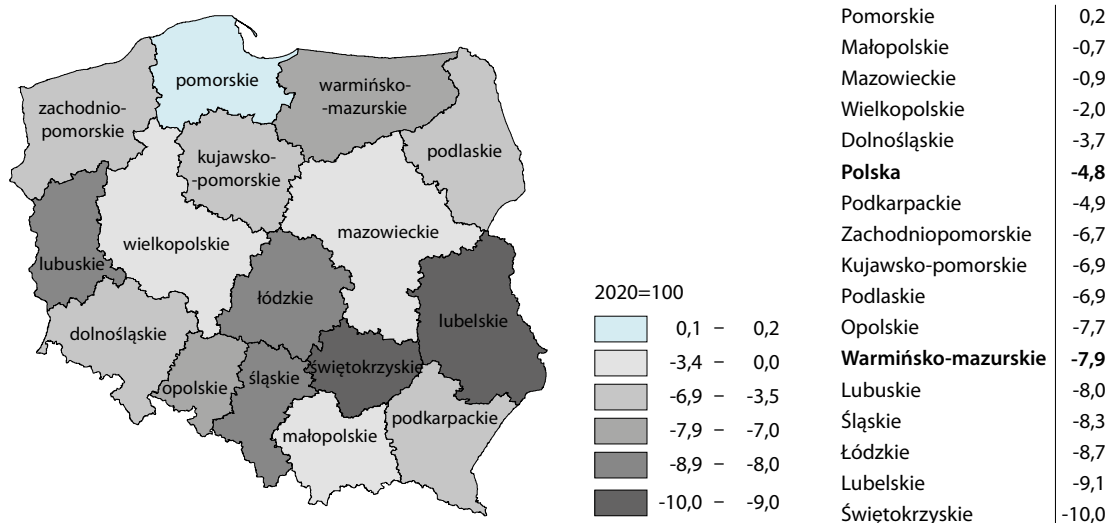 pomorskie
warmińsko-
-mazurskie
zachodnio-
pomorskie
kujawsko-
-pomorskie
podlaskie
mazowieckie
wielkopolskie
lubuskie
łódzkie
lubelskie
dolnośląskie
opolskie
śląskie
świętokrzyskie
małopolskie
podkarpackie
2020=100
0,1 – 0,2
-3,4 – 0,0
-6,9 – -3,5
-7,9 – -7,0
-8,9 – -8,0
-10,0 – -9,0
Pomorskie 0,2
Małopolskie -0,7
Mazowieckie -0,9
Wielkopolskie -2,0
Dolnośląskie -3,7
Polska -4,8
Podkarpackie -4,9
Zachodniopomorskie -6,7
Kujawsko-pomorskie -6,9
Podlaskie -6,9
Opolskie -7,7
Warmińsko-mazurskie -7,9
Lubuskie -8,0
Śląskie -8,3
Łódzkie -8,7
Lubelskie -9,1
Świętokrzyskie -10,0